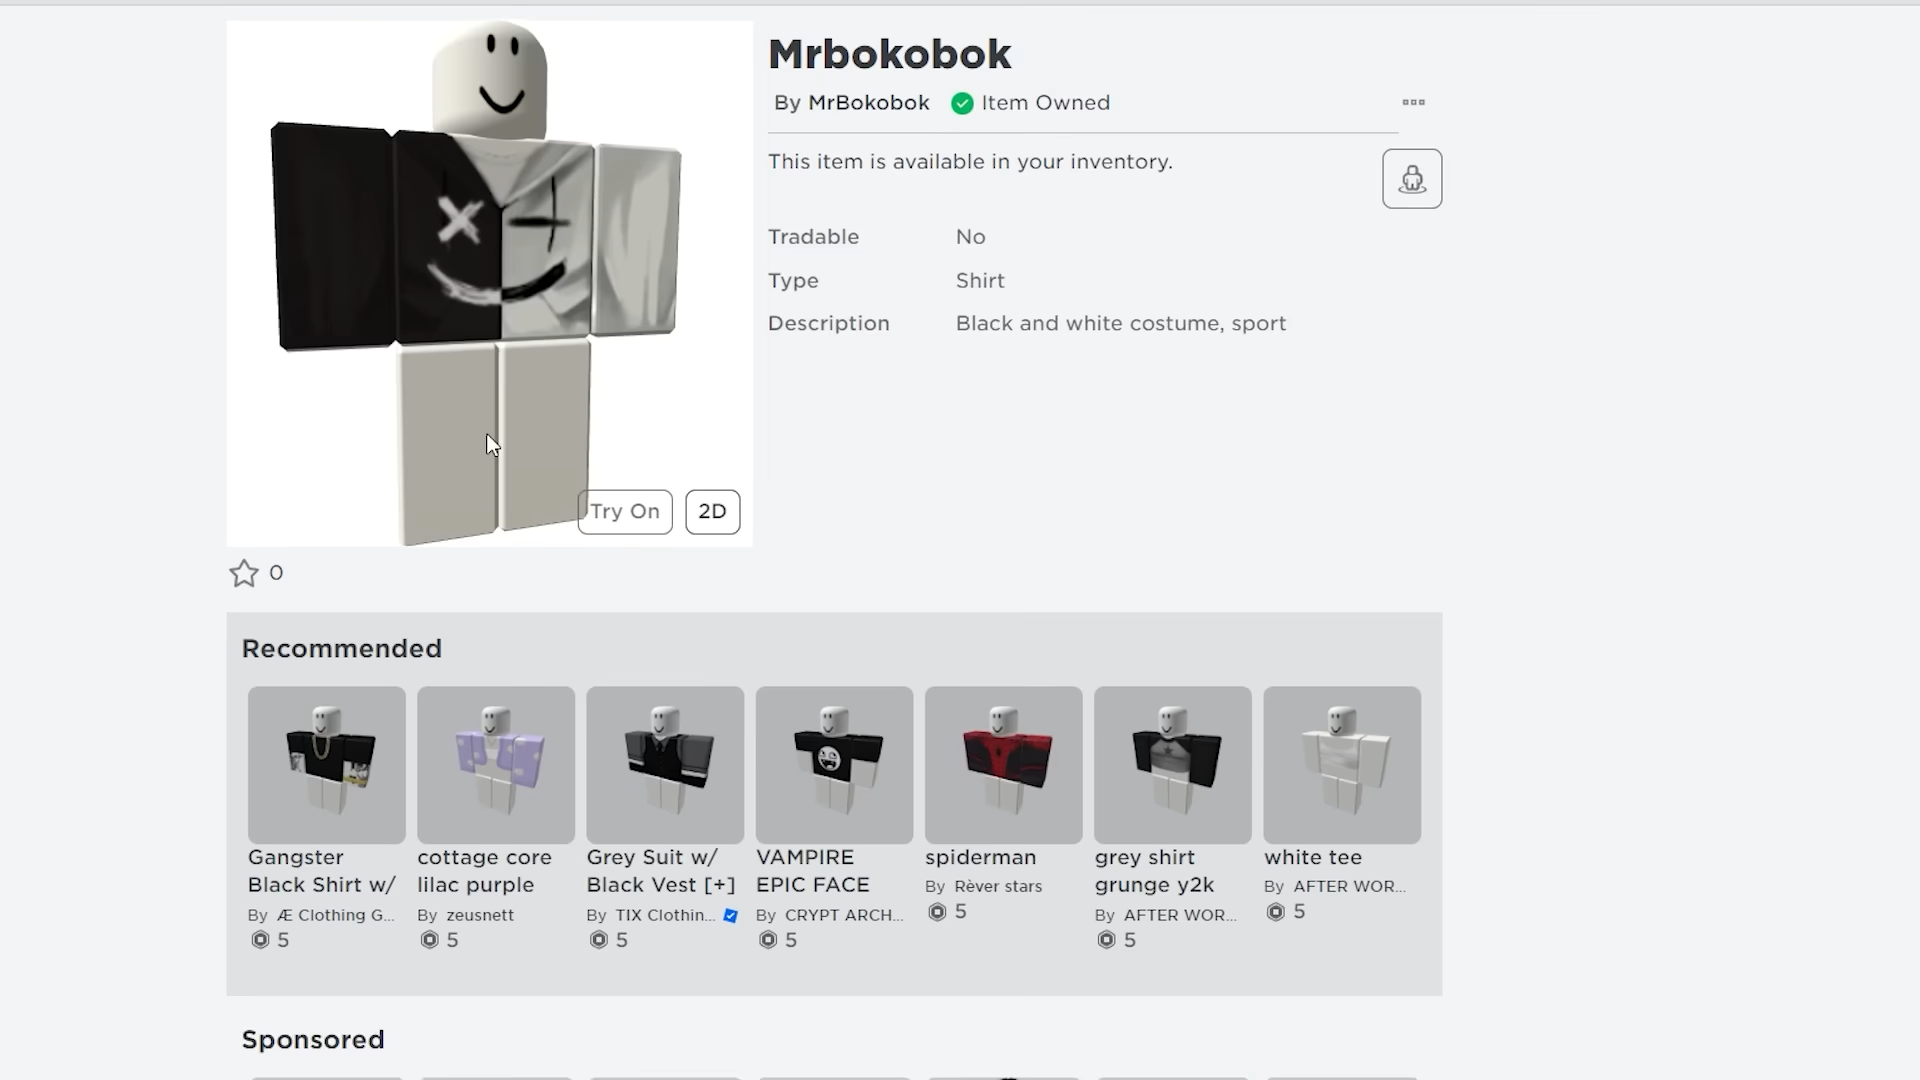 Mrbokobok
By MrBokobok Item Owned
This item is available in your inventory.
Tradable No
Type Shirt
Description Black and white costume, sport
Try On 2D
0
Recommended
Gangster
Black Shirt w/
By Æ Clothing G...
5
cottage core
lilac purple
By zeusnett
5
Grey Suit w/
Black Vest [+]
By TIX Clothin...
5
VAMPIRE
EPIC FACE
By CRYPT ARCH...
5
spiderman
By Rèver stars
5
grey shirt
grunge y2k
By AFTER WOR...
5
white tee
By AFTER WOR...
5
Sponsored